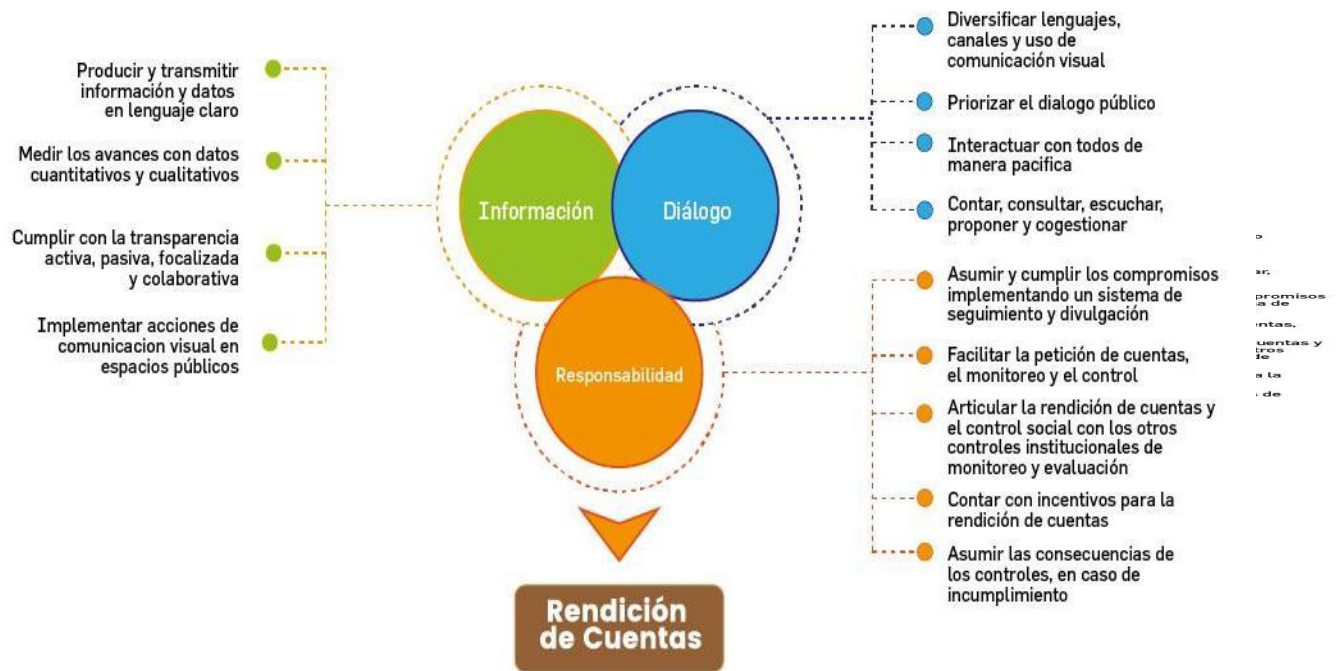 Producir y transmitir
información y datos
en lenguaje claro
Medir los avances con datos
cuantitativos y cualitativos
Cumplir con la transparencia
activa, pasiva, focalizada
y colaborativa
Implementar acciones de
comunicacion visual en
espacios públicos
Información
Diálogo
Responsabilidad
Diversificar lenguajes,
canales y uso de
comunicación visual
Priorizar el dialogo público
Interactuar con todos de
manera pacifica
Contar, consultar, escuchar,
proponer y cogestionar
Asumir y cumplir los compromisos
implementando un sistema de
seguimiento y divulgación
Facilitar la petición de cuentas,
el monitoreo y el control
Articular la rendición de cuentas y
el control social con los otros
controles institucionales de
monitoreo y evaluación
Contar con incentivos para la
rendición de cuentas
Asumir las consecuencias de
los controles, en caso de
incumplimiento
Rendición
de Cuentas